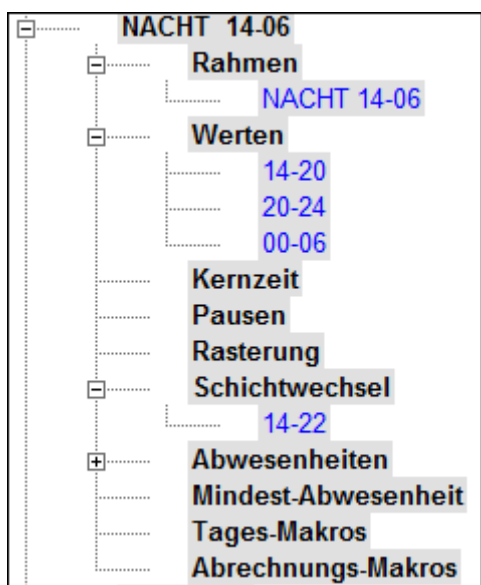 NACHT 14-06
Rahmen
NACHT 14-06
Werten
14-20
20-24
00-06
Kernzeit
Pausen
Rasterung
Schichtwechsel
14-22
Abwesenheiten
Mindest-Abwesenheit
Tages-Makros
Abrechnungs-Makros